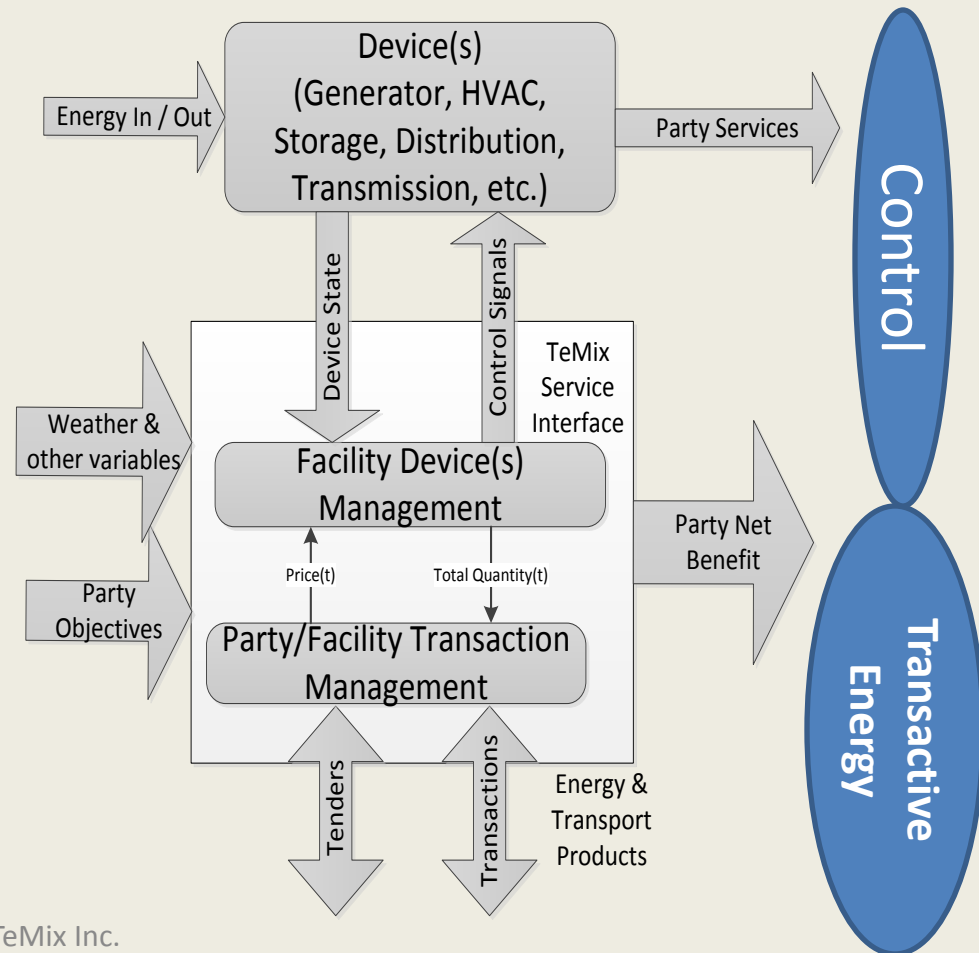 Device(s)
(Generator, HVAC,
Storage, Distribution,
Transmission, etc.)
Energy In / Out
Party Services
Control
Device State
Control Signals
TeMix
Service
Interface
Weather &
other variables
Facility Device(s)
Management
Party Net
Benefit
Price(t)
Total Quantity(t)
Party
Objectives
Party/Facility Transaction
Management
Transactive
Energy
Tenders
Transactions
Energy &
Transport
Products
TeMix Inc.